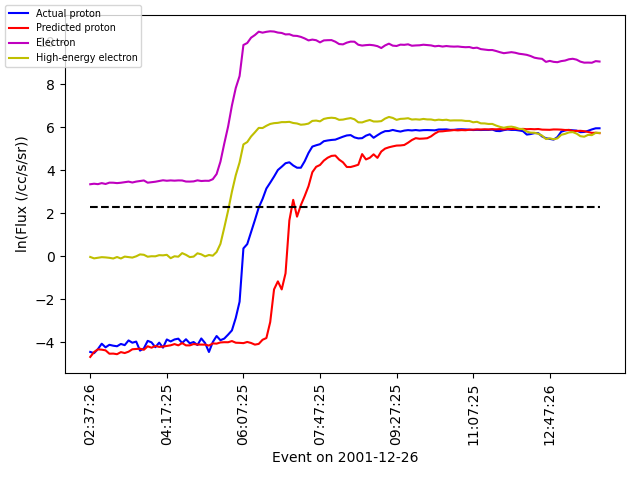 Actual proton
Predicted proton
Electron
High-energy electron
8
6
4
2
0
−2
−4
ln(Flux (/cc/s/sr))
02:37:26
04:17:25
06:07:25
07:47:25
09:27:25
11:07:25
12:47:26
Event on 2001-12-26